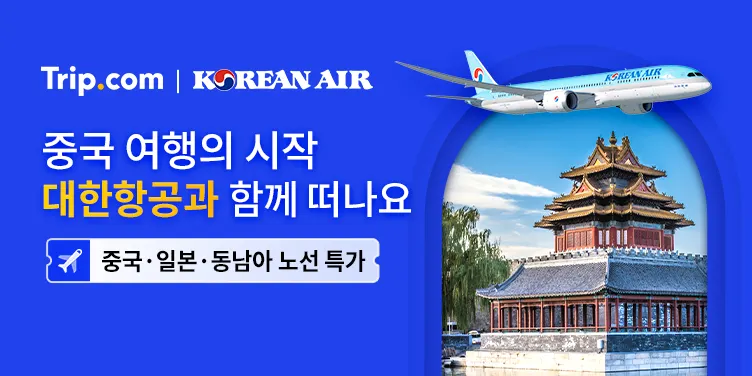 Trip.com | KOREAN AIR
KOREAN AIR
중국 여행의 시작
대한항공과 함께 떠나요
중국·일본·동남아 노선 특가